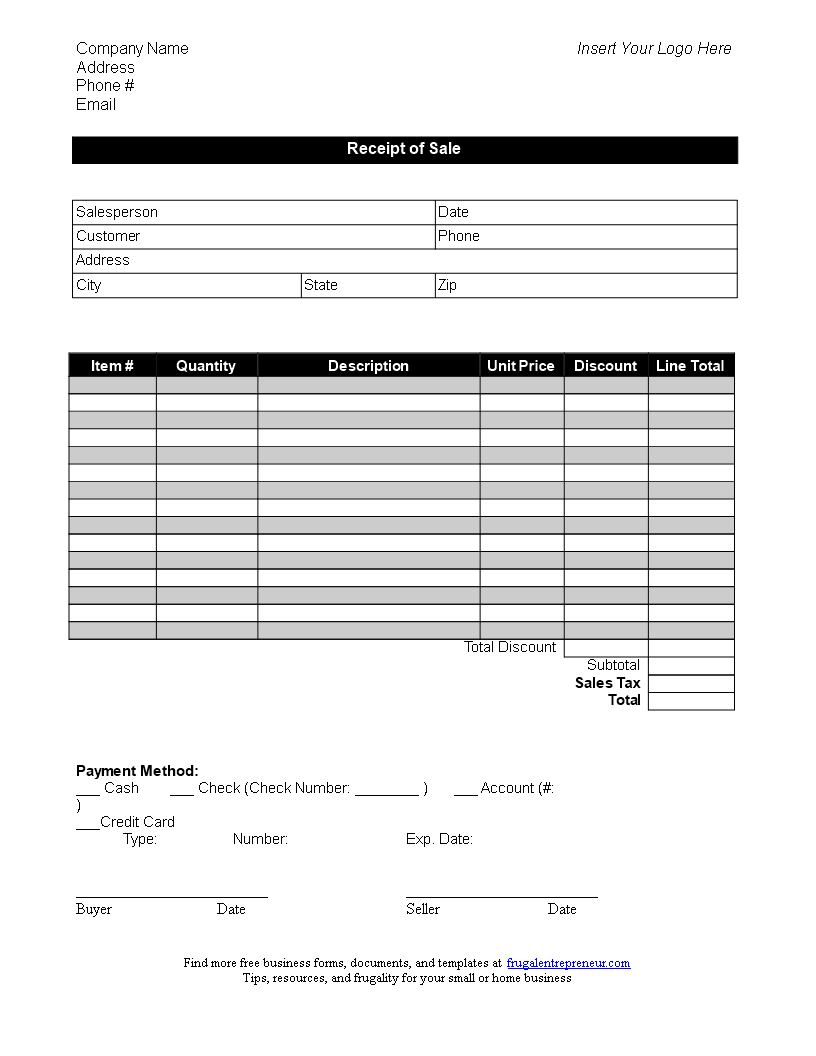 Company Name Insert Your Logo Here
Address
Phone #
Email
Receipt of Sale
Salesperson Date
Customer Phone
Address
City State Zip
Item # Quantity Description Unit Price Discount Line Total
Total Discount
Subtotal
Sales Tax
Total
Payment Method:
___ Cash ___ Check (Check Number: ________ ) ___ Account (#:
)
___Credit Card
Type: Number: Exp. Date:
Buyer Date Seller Date
Find more free business forms, documents, and templates at frugalentrepreneur.com
Tips, resources, and frugality for your small or home business